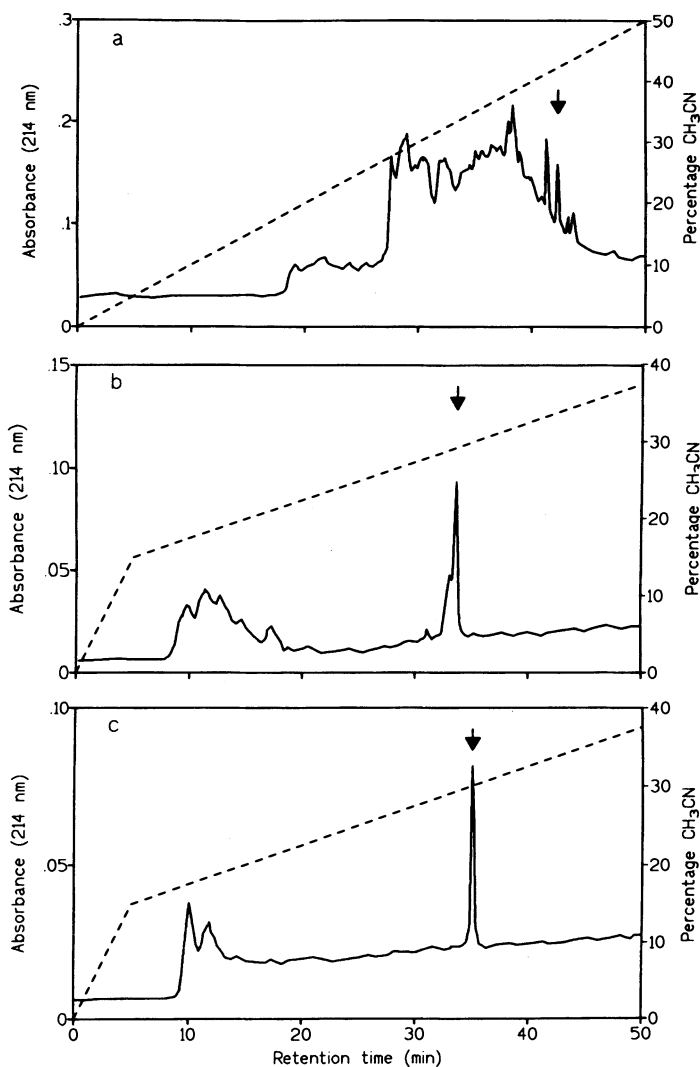 a
.3
.2
.1
0
Absorbance (214 nm)
50
40
30
20
10
0
Percentage CH3CN
b
.15
.10
.05
0
Absorbance (214 nm)
40
30
20
10
0
Percentage CH3CN
c
.10
.05
0
Absorbance (214 nm)
40
30
20
10
0
Percentage CH3CN
0 10 20 30 40 50
Retention time (min)